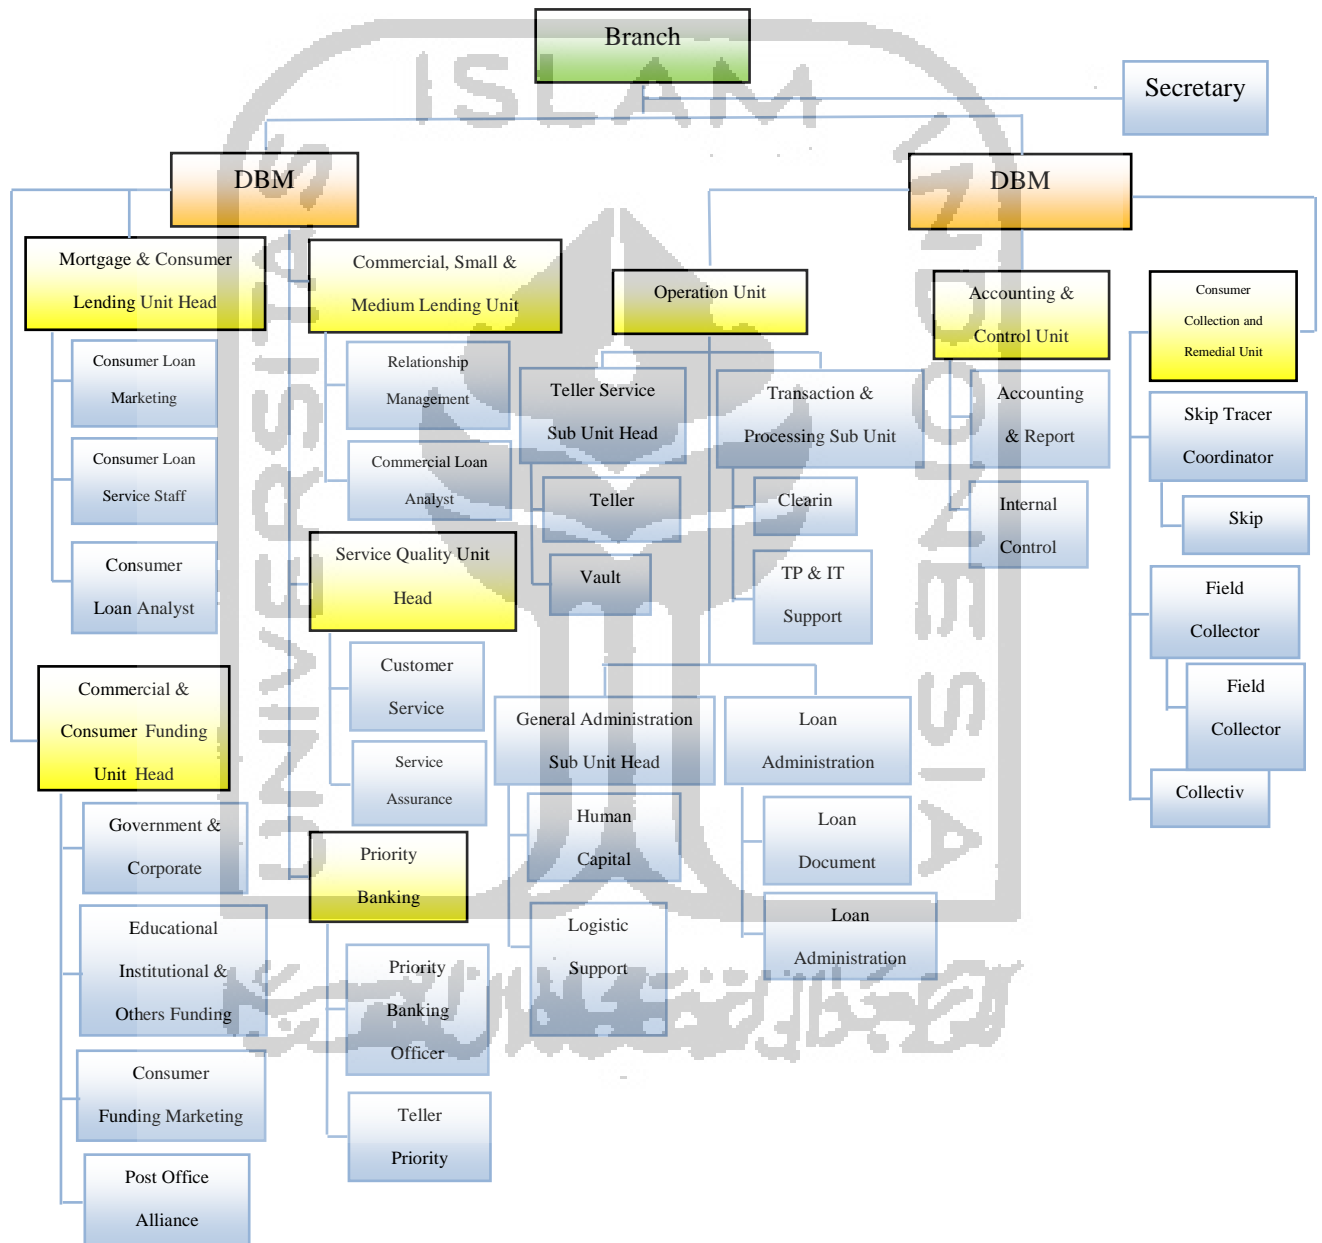 Branch
Secretary
DBM
DBM
Mortgage & Consumer
Lending Unit Head
Consumer Loan
Marketing
Consumer Loan
Service Staff
Consumer
Loan Analyst
Commercial &
Consumer Funding
Unit Head
Government &
Corporate
Educational
Institutional &
Others Funding
Consumer
Funding Marketing
Post Office
Alliance
Commercial, Small &
Medium Lending Unit
Relationship
Management
Commercial Loan
Analyst
Service Quality Unit
Head
Customer
Service
Service
Assurance
Priority
Banking
Priority
Banking
Officer
Teller
Priority
Operation Unit
Teller Service
Sub Unit Head
Teller
Vault
Transaction &
Processing Sub Unit
Clearin
TP & IT
Support
General Administration
Sub Unit Head
Human
Capital
Logistic
Support
Loan
Administration
Loan
Document
Loan
Administration
Accounting &
Control Unit
Accounting
& Report
Internal
Control
Consumer
Collection and
Remedial Unit
Skip Tracer
Coordinator
Skip
Field
Collector
Field
Collector
Collectiv
UNIVERSITAS
ISLAM
INDONESIA